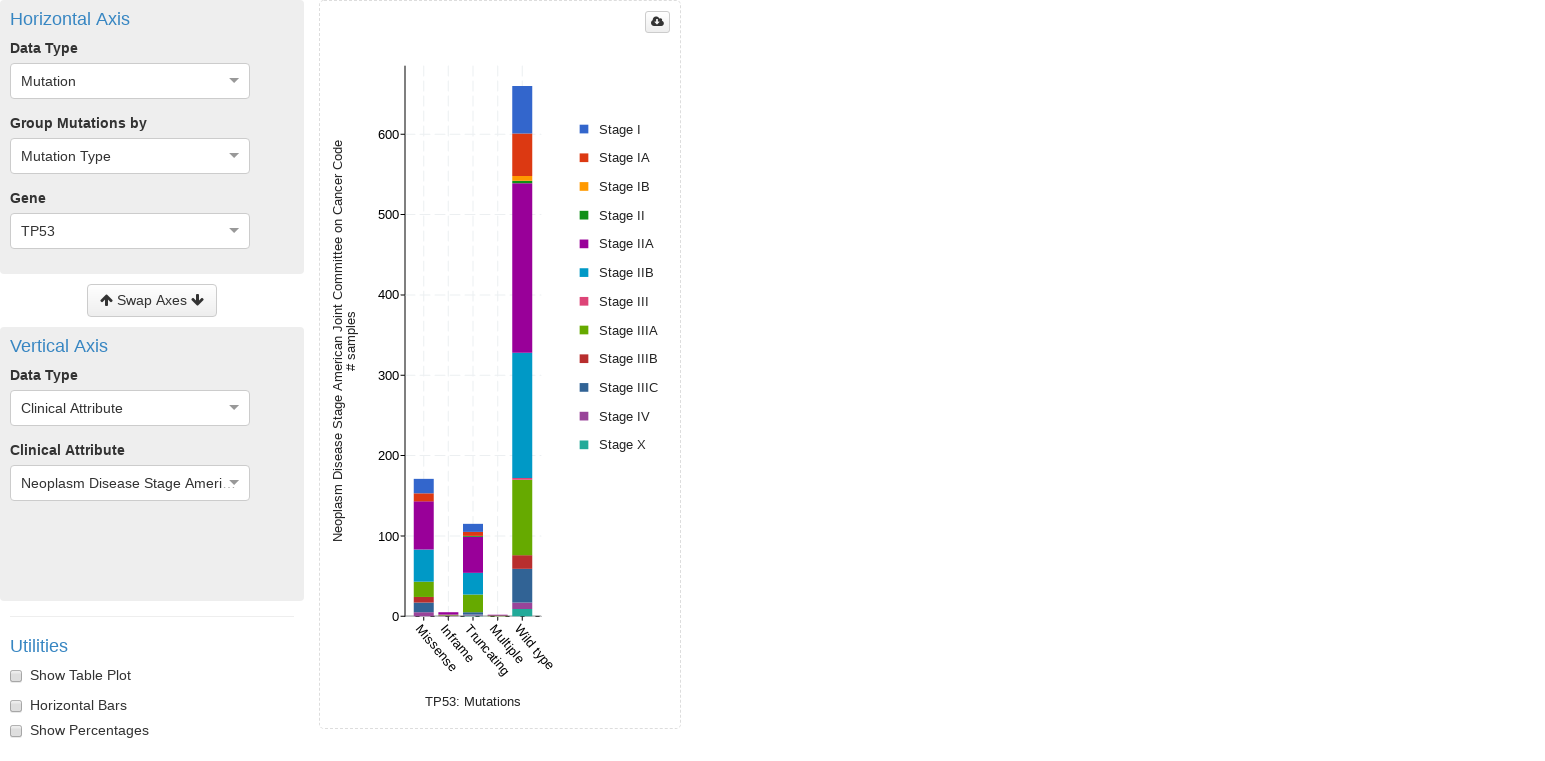 Horizontal Axis
Data Type
Mutation
Group Mutations by
Mutation Type
Gene
TP53
Swap Axes
Vertical Axis
Data Type
Clinical Attribute
Clinical Attribute
Neoplasm Disease Stage Ameri...
Utilities
Show Table Plot
Horizontal Bars
Show Percentages
Neoplasm Disease Stage American Joint Committee on Cancer Code
# samples
600
500
400
300
200
100
0
Missense
Inframe
Truncating
Multiple
Wild type
TP53: Mutations
Stage I
Stage IA
Stage IB
Stage II
Stage IIA
Stage IIB
Stage III
Stage IIIA
Stage IIIB
Stage IIIC
Stage IV
Stage X